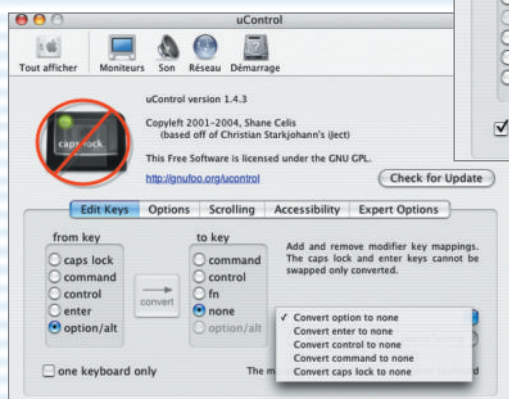 uControl
Tout afficher Moniteurs Son Réseau Démarrage
uControl version 1.4.3
Copyleft 2001-2004, Shane Celis
(based off of Christian Starkjohann's iJect)
caps lock
This Free Software is licensed under the GNU GPL.
http://gnufoo.org/ucontrol
Check for Update
Edit Keys Options Scrolling Accessibility Expert Options
from key
caps lock
command
control
enter
option/alt
convert
to key
command
control
fn
none
option/alt
Add and remove modifier key mappings.
The caps lock and enter keys cannot be
swapped only converted.
✓ Convert option to none
Convert enter to none
Convert control to none
Convert command to none
Convert caps lock to none
one keyboard only
The